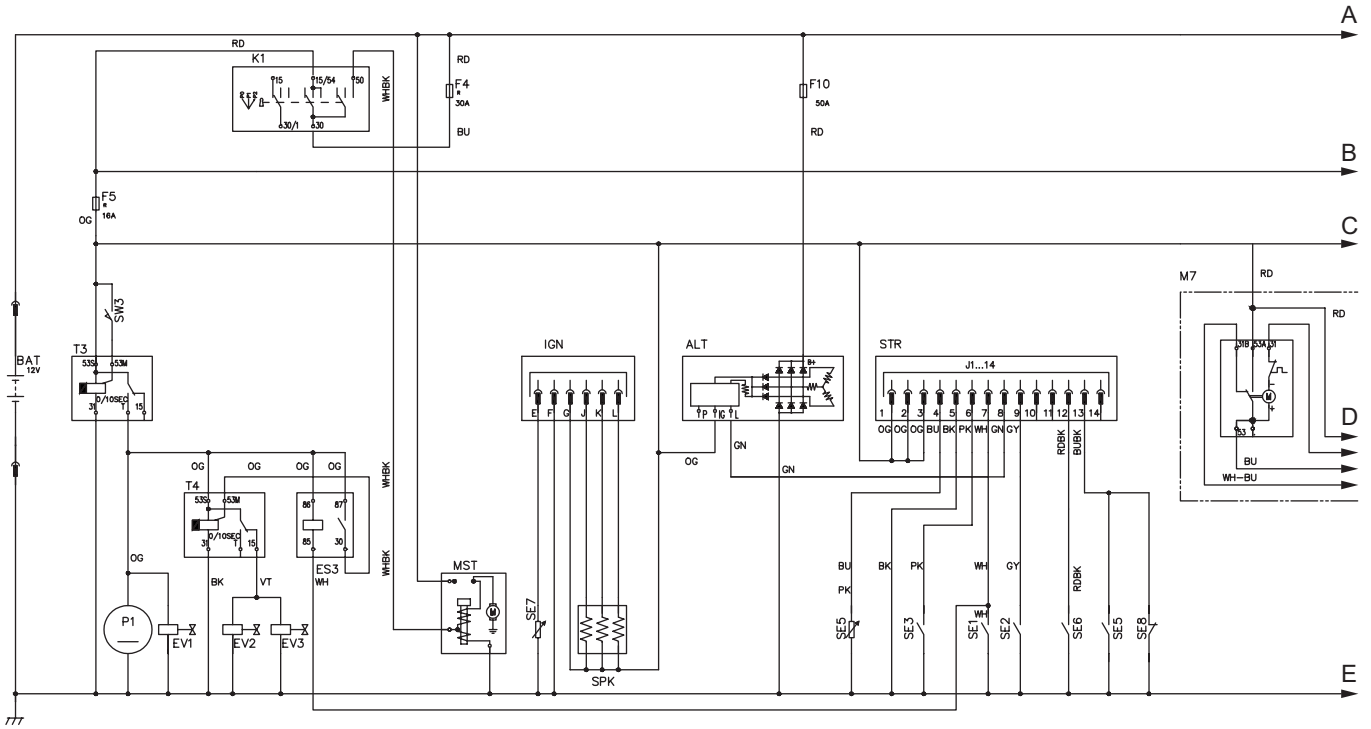 A
RD
K1
15
15/54
50
30/1
30
WHBK
RD
F4
30A
BU
F10
50A
RD
B
F5
16A
OG
C
SW3
BAT
12V
T3
53S
53M
0/10SEC
31
T
15
IGN
E F G J K L
ALT
B+
P IG L
OG
GN
GN
STR
J1...14
1 2 3 4 5 6 7 8 9 10 11 12 13 14
OG OG OG BU BK PK WH GN GY
RDBK
BUBK
M7
RD
RD
31B
53A
31
M
+
-
53
BU
WH-BU
D
OG
OG
OG
OG
T4
53S
53M
0/10SEC
31
T
15
86
87
85
30
ES3
WH
WHBK
WHBK
OG
BK
VT
P1
EV1
EV2
EV3
MST
M
SE7
SPK
BU
PK
SE5
BK
PK
SE3
WH
WH
SE1
GY
SE2
RDBK
SE6
SE5
SE8
E